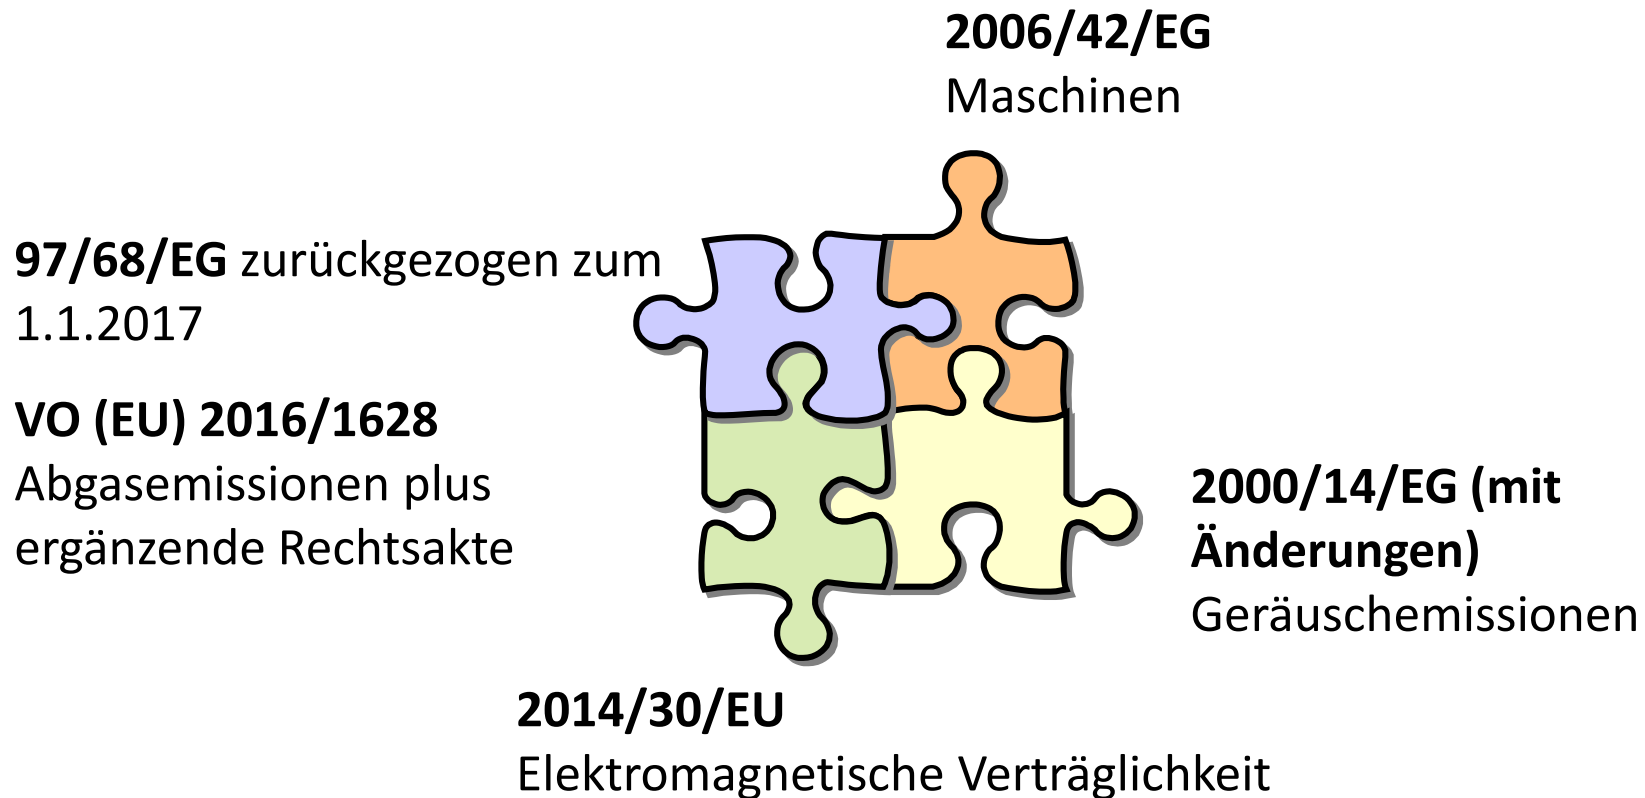 2006/42/EG
Maschinen
97/68/EG zurückgezogen zum
1.1.2017
VO (EU) 2016/1628
Abgasemissionen plus
ergänzende Rechtsakte
2000/14/EG (mit
Änderungen)
Geräuschemissionen
2014/30/EU
Elektromagnetische Verträglichkeit